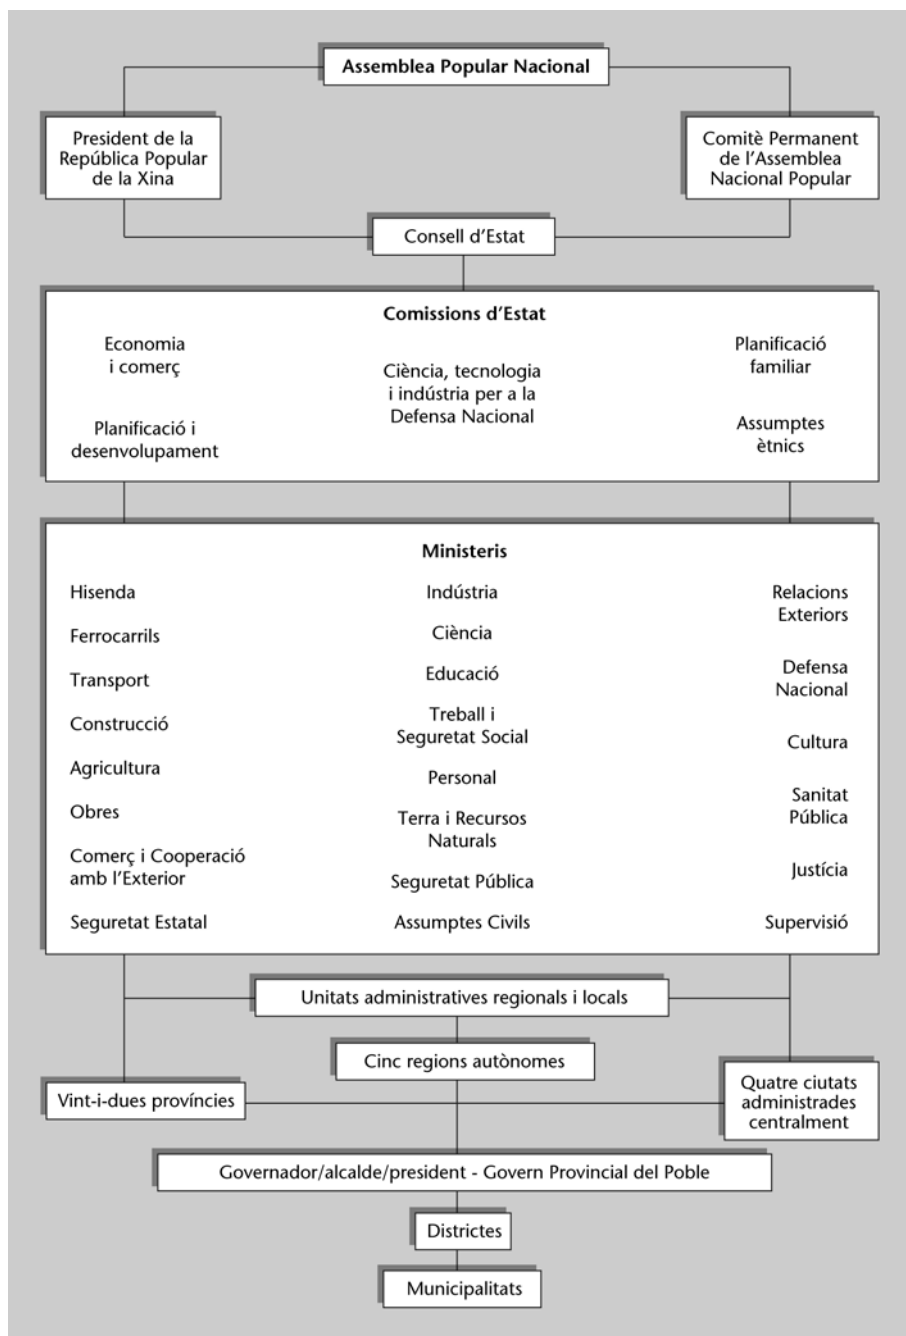 Assemblea Popular Nacional
President de la
República Popular
de la Xina
Comitè Permanent
de l’Assemblea
Nacional Popular
Consell d’Estat
Comissions d’Estat
Economia
i comerç
Planificació i
desenvolupament
Ciència, tecnologia
i indústria per a la
Defensa Nacional
Planificació
familiar
Assumptes
ètnics
Ministeris
Hisenda
Ferrocarrils
Transport
Construcció
Agricultura
Obres
Comerç i Cooperació
amb l’Exterior
Seguretat Estatal
Indústria
Ciència
Educació
Treball i
Seguretat Social
Personal
Terra i Recursos
Naturals
Seguretat Pública
Assumptes Civils
Relacions
Exteriors
Defensa
Nacional
Cultura
Sanitat
Pública
Justícia
Supervisió
Unitats administratives regionals i locals
Cinc regions autònomes
Vint-i-dues províncies
Quatre ciutats
administrades
centralment
Governador/alcalde/president - Govern Provincial del Poble
Districtes
Municipalitats